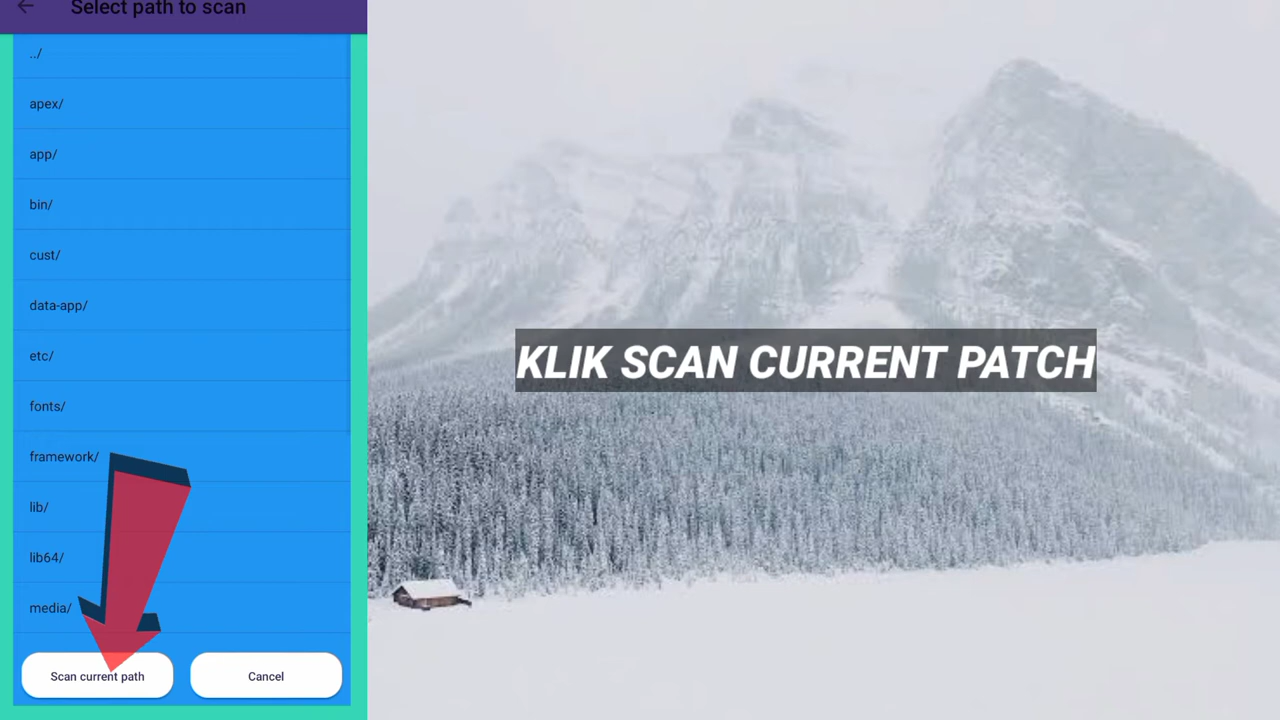 Select path to scan
../
apex/
app/
bin/
cust/
data-app/
etc/
fonts/
framework/
lib/
lib64/
media/
Scan current path
Cancel
KLIK SCAN CURRENT PATCH